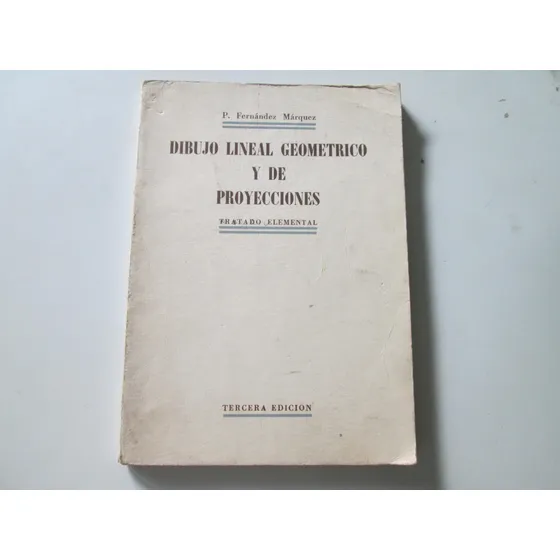 P. Fernández Márquez
DIBUJO LINEAL GEOMETRICO
Y DE
PROYECCIONES
TRATADO ELEMENTAL
TERCERA EDICION